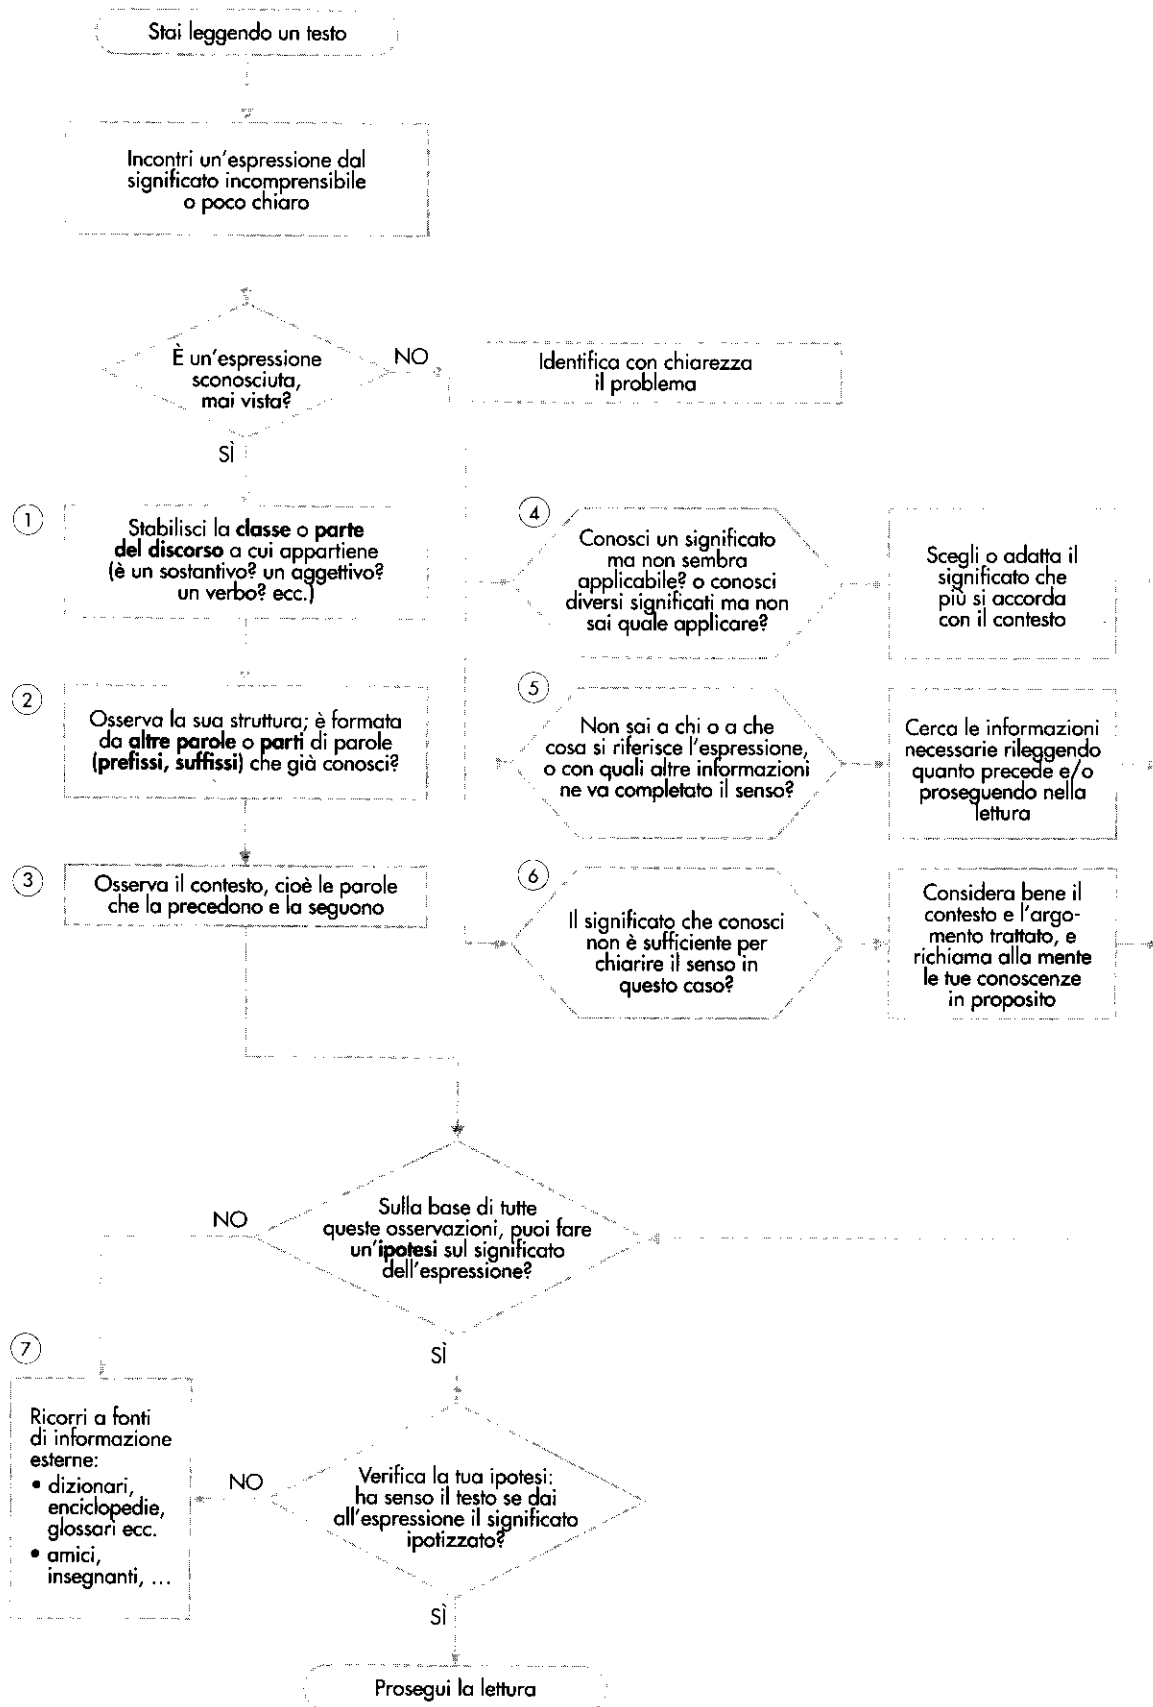 Stai leggendo un testo
Incontri un'espressione dal
significato incomprensibile
o poco chiaro
È un'espressione
sconosciuta,
mai vista?
NO
Identifica con chiarezza
il problema
SÌ
1
Stabilisci la classe o parte
del discorso a cui appartiene
(è un sostantivo? un aggettivo?
un verbo? ecc.)
2
Osserva la sua struttura; è formata
da altre parole o parti di parole
(prefissi, suffissi) che già conosci?
3
Osserva il contesto, cioè le parole
che la precedono e la seguono
4
Conosci un significato
ma non sembra
applicabile? o conosci
diversi significati ma non
sai quale applicare?
Scegli o adatta il
significato che
più si accorda
con il contesto
5
Non sai a chi o a che
cosa si riferisce l'espressione,
o con quali altre informazioni
ne va completato il senso?
Cerca le informazioni
necessarie rileggendo
quanto precede e/o
proseguendo nella
lettura
6
Il significato che conosci
non è sufficiente per
chiarire il senso in
questo caso?
Considera bene il
contesto e l'argo-
mento trattato, e
richiama alla mente
le tue conoscenze
in proposito
Sulla base di tutte
queste osservazioni, puoi fare
un'ipotesi sul significato
dell'espressione?
NO
SÌ
7
Ricorri a fonti
di informazione
esterne:
• dizionari,
enciclopedie,
glossari ecc.
• amici,
insegnanti, ...
NO
Verifica la tua ipotesi:
ha senso il testo se dai
all'espressione il significato
ipotizzato?
SÌ
Prosegui la lettura